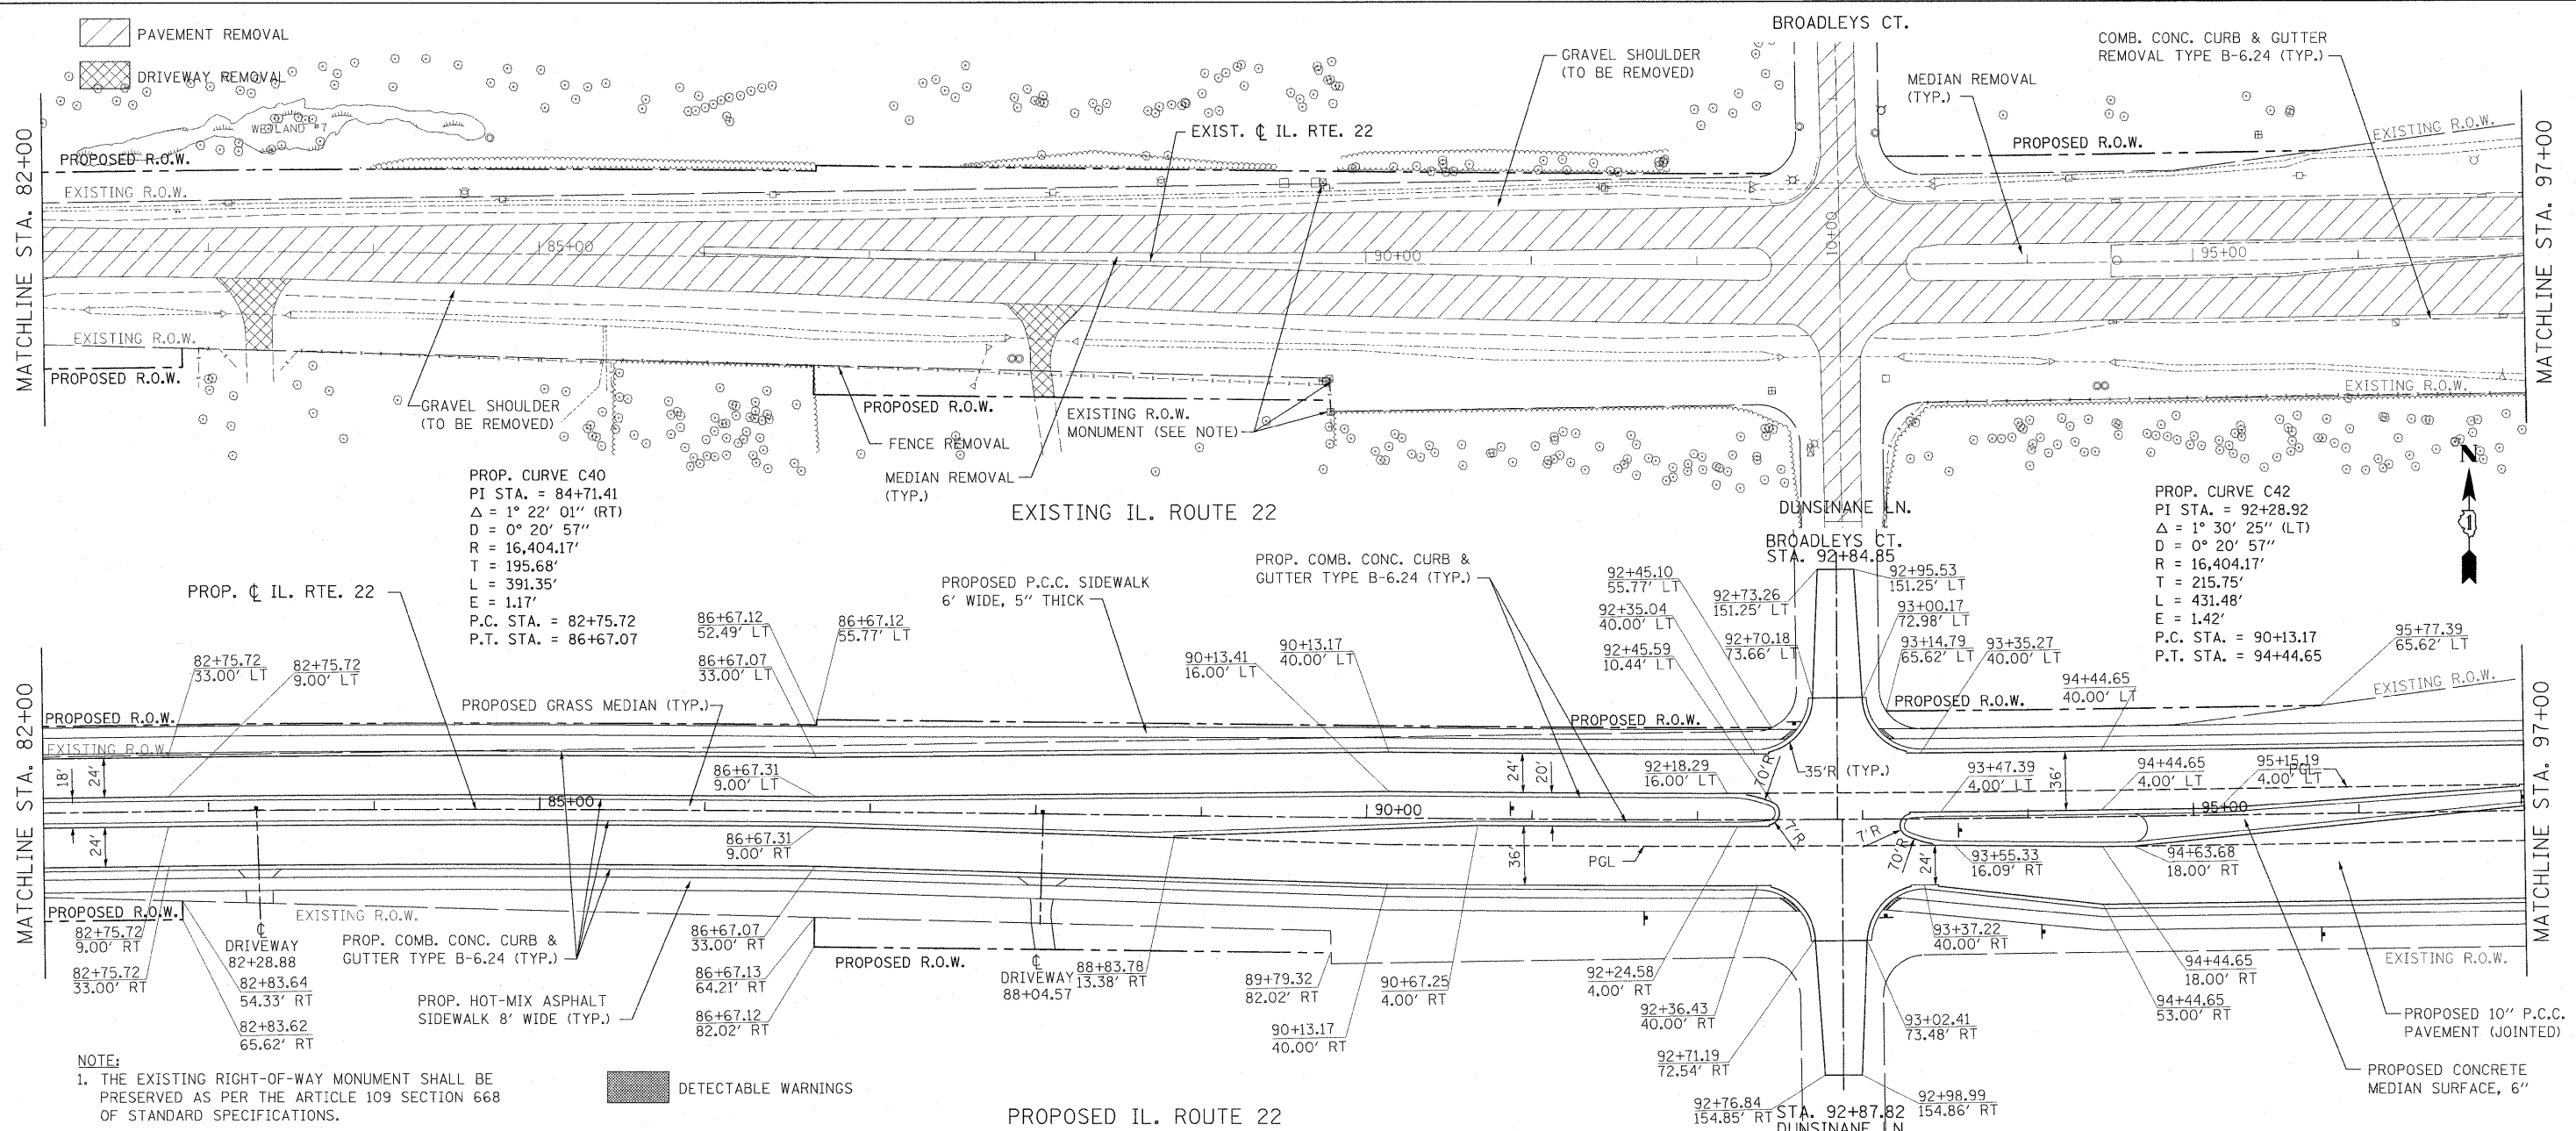 BROADLEYS CT.
PAVEMENT REMOVAL
DRIVEWAY REMOVAL
GRAVEL SHOULDER
(TO BE REMOVED)
COMB. CONC. CURB & GUTTER
REMOVAL TYPE B-6.24 (TYP.)
MEDIAN REMOVAL
(TYP.)
WETLAND #7
EXIST. ℄ IL. RTE. 22
PROPOSED R.O.W.
EXISTING R.O.W.
PROPOSED R.O.W.
EXISTING R.O.W.
MATCHLINE STA. 82+00
MATCHLINE STA. 97+00
85+00
90+00
10+00
95+00
EXISTING R.O.W.
PROPOSED R.O.W.
GRAVEL SHOULDER
(TO BE REMOVED)
PROPOSED R.O.W.
FENCE REMOVAL
EXISTING R.O.W.
MONUMENT (SEE NOTE)
EXISTING R.O.W.
MEDIAN REMOVAL
(TYP.)
EXISTING IL. ROUTE 22
DUNSINANE LN.
N
1
PROP. CURVE C40
PI STA. = 84+71.41
Δ = 1° 22' 01" (RT)
D = 0° 20' 57"
R = 16,404.17'
T = 195.68'
L = 391.35'
E = 1.17'
P.C. STA. = 82+75.72
P.T. STA. = 86+67.07
PROP. CURVE C42
PI STA. = 92+28.92
Δ = 1° 30' 25" (LT)
D = 0° 20' 57"
R = 16,404.17'
T = 215.75'
L = 431.48'
E = 1.42'
P.C. STA. = 90+13.17
P.T. STA. = 94+44.65
BROADLEYS CT.
STA. 92+84.85
PROP. ℄ IL. RTE. 22
PROPOSED P.C.C. SIDEWALK
6' WIDE, 5" THICK
PROP. COMB. CONC. CURB &
GUTTER TYPE B-6.24 (TYP.)
82+75.72
33.00' LT
82+75.72
9.00' LT
86+67.12
52.49' LT
86+67.07
33.00' LT
86+67.12
55.77' LT
90+13.41
16.00' LT
90+13.17
40.00' LT
92+45.10
55.77' LT
92+35.04
40.00' LT
92+45.59
10.44' LT
92+73.26
151.25' LT
92+70.18
73.66' LT
92+95.53
151.25' LT
93+00.17
72.98' LT
93+14.79
65.62' LT
93+35.27
40.00' LT
94+44.65
40.00' LT
95+77.39
65.62' LT
PROPOSED R.O.W.
EXISTING R.O.W.
PROPOSED GRASS MEDIAN (TYP.)
PROPOSED R.O.W.
PROPOSED R.O.W.
EXISTING R.O.W.
MATCHLINE STA. 82+00
MATCHLINE STA. 97+00
18'
24'
24'
86+67.31
9.00' LT
85+00
86+67.31
9.00' RT
24'
20'
36'
90+00
92+18.29
16.00' LT
70'R
35'R (TYP.)
7'R
PGL
7'R
70'R
24'
36'
93+47.39
4.00' LT
94+44.65
4.00' LT
95+15.19
4.00' LT
PGL
95+00
93+55.33
16.09' RT
94+63.68
18.00' RT
PROPOSED R.O.W.
EXISTING R.O.W.
82+75.72
9.00' RT
82+75.72
33.00' RT
℄
DRIVEWAY
82+28.88
82+83.64
54.33' RT
82+83.62
65.62' RT
PROP. COMB. CONC. CURB &
GUTTER TYPE B-6.24 (TYP.)
PROP. HOT-MIX ASPHALT
SIDEWALK 8' WIDE (TYP.)
86+67.07
33.00' RT
86+67.13
64.21' RT
86+67.12
82.02' RT
PROPOSED R.O.W.
℄
DRIVEWAY
88+04.57
88+83.78
13.38' RT
89+79.32
82.02' RT
90+13.17
40.00' RT
90+67.25
4.00' RT
92+24.58
4.00' RT
92+36.43
40.00' RT
92+71.19
72.54' RT
92+76.84
154.85' RT
93+37.22
40.00' RT
93+02.41
73.48' RT
92+98.99
154.86' RT
94+44.65
18.00' RT
94+44.65
53.00' RT
EXISTING R.O.W.
PROPOSED 10" P.C.C.
PAVEMENT (JOINTED)
PROPOSED CONCRETE
MEDIAN SURFACE, 6"
NOTE:
1. THE EXISTING RIGHT-OF-WAY MONUMENT SHALL BE
PRESERVED AS PER THE ARTICLE 109 SECTION 668
OF STANDARD SPECIFICATIONS.
DETECTABLE WARNINGS
PROPOSED IL. ROUTE 22
STA. 92+87.82
DUNSINANE LN.